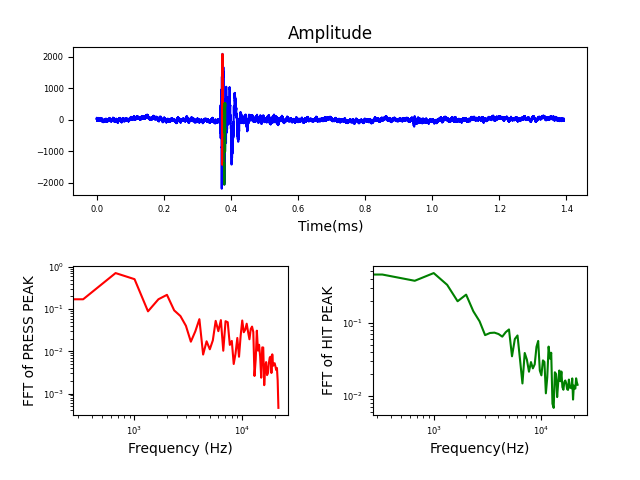 Amplitude
2000
1000
0
−1000
−2000
0.0 0.2 0.4 0.6 0.8 1.0 1.2 1.4
Time(ms)
FFT of PRESS PEAK
10⁰
10⁻¹
10⁻²
10⁻³
10³ 10⁴
Frequency (Hz)
FFT of HIT PEAK
10⁻¹
10⁻²
10³ 10⁴
Frequency(Hz)